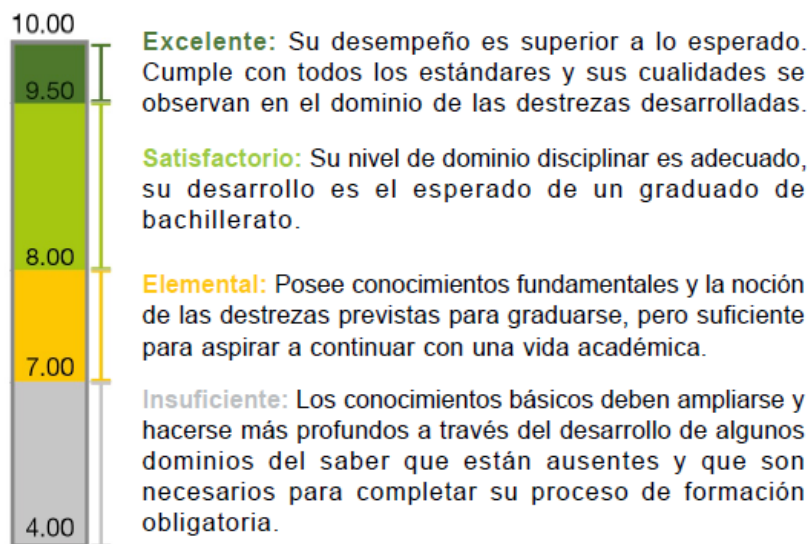 10.00
Excelente: Su desempeño es superior a lo esperado.
Cumple con todos los estándares y sus cualidades se
9.50
observan en el dominio de las destrezas desarrolladas.
Satisfactorio: Su nivel de dominio disciplinar es adecuado,
su desarrollo es el esperado de un graduado de
bachillerato.
8.00
Elemental: Posee conocimientos fundamentales y la noción
de las destrezas previstas para graduarse, pero suficiente
para aspirar a continuar con una vida académica.
7.00
Insuficiente: Los conocimientos básicos deben ampliarse y
hacerse más profundos a través del desarrollo de algunos
dominios del saber que están ausentes y que son
necesarios para completar su proceso de formación
obligatoria.
4.00